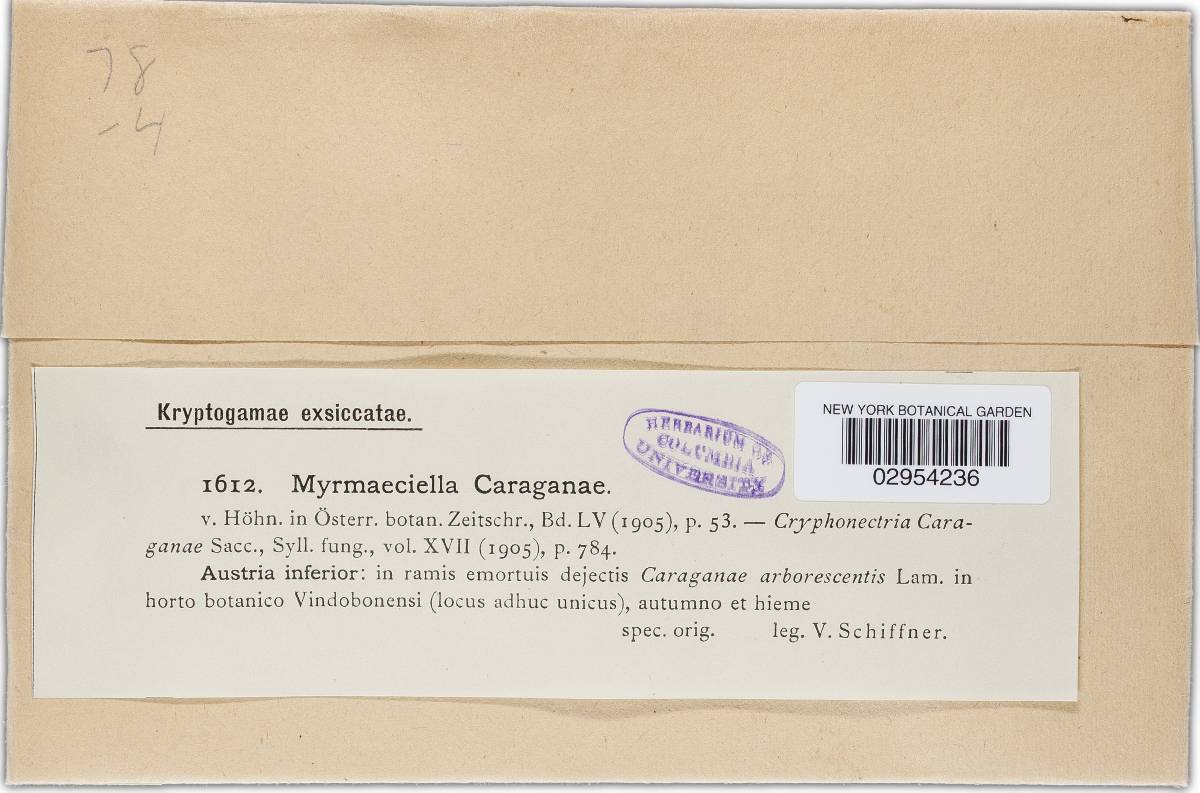 78
-4
Kryptogamae exsiccatae.
HERBARIUM OF
COLUMBIA
UNIVERSITY
NEW YORK BOTANICAL GARDEN
02954236
1612. Myrmaeciella Caraganae.
v. Höhn. in Österr. botan. Zeitschr., Bd. LV (1905), p. 53. — Cryphonectria Cara-
ganae Sacc., Syll. fung., vol. XVII (1905), p. 784.
Austria inferior: in ramis emortuis dejectis Caraganae arborescentis Lam. in
horto botanico Vindobonensi (locus adhuc unicus), autumno et hieme
spec. orig. leg. V. Schiffner.